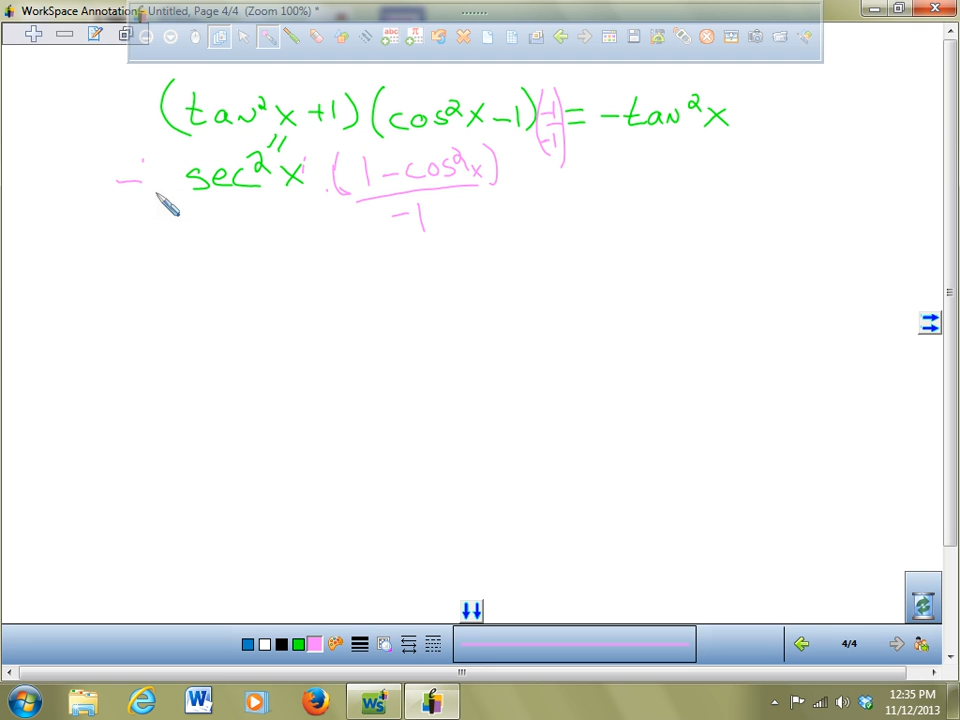 WorkSpace Annotations: Untitled, Page 4/4 (Zoom 100%) *
(tan²x+1)(cos²x-1)(-1/-1) = -tan²x
- sec²x · (1-cos²x)
-1
4/4
12:35 PM
11/12/2013